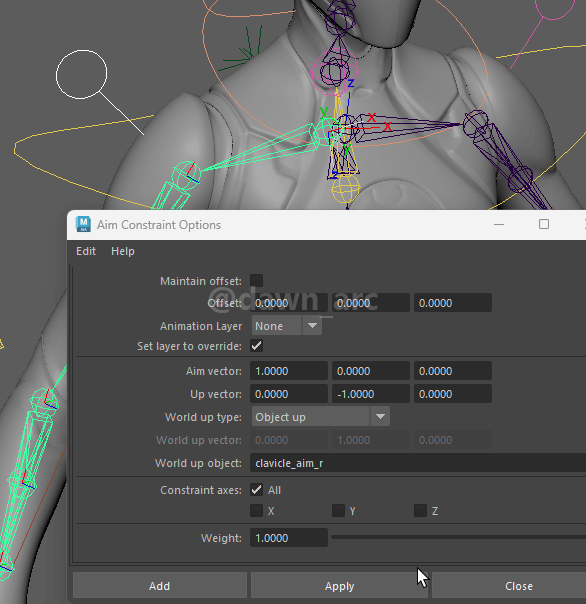 z
Y X
X
Y
Z
M
Aim Constraint Options
Edit Help
Maintain offset:
@dawn_arc
Offset: 0.0000 0.0000 0.0000
Animation Layer None
Set layer to override:
Aim vector: 1.0000 0.0000 0.0000
Up vector: 0.0000 -1.0000 0.0000
World up type: Object up
World up vector: 0.0000 1.0000 0.0000
World up object: clavicle_aim_r
Constraint axes: All
X Y Z
Weight: 1.0000
Add Apply Close